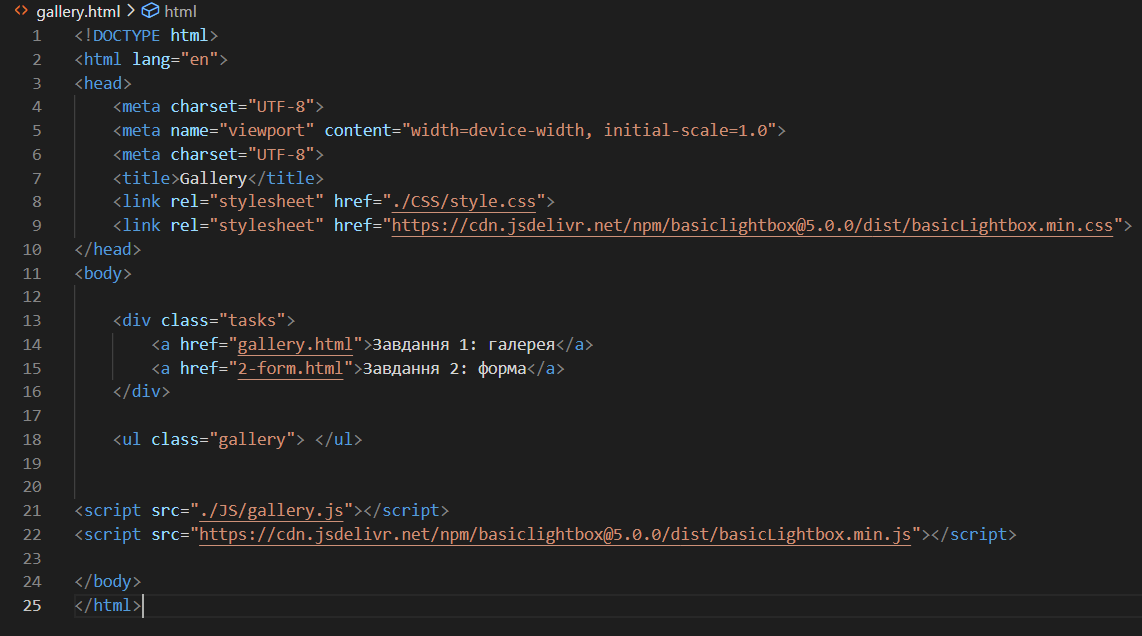 gallery.html > html
1 <!DOCTYPE html>
2 <html lang="en">
3 <head>
4     <meta charset="UTF-8">
5     <meta name="viewport" content="width=device-width, initial-scale=1.0">
6     <meta charset="UTF-8">
7     <title>Gallery</title>
8     <link rel="stylesheet" href="./CSS/style.css">
9     <link rel="stylesheet" href="https://cdn.jsdelivr.net/npm/basiclightbox@5.0.0/dist/basicLightbox.min.css">
10 </head>
11 <body>
12
13     <div class="tasks">
14         <a href="gallery.html">Завдання 1: галерея</a>
15         <a href="2-form.html">Завдання 2: форма</a>
16     </div>
17
18     <ul class="gallery"> </ul>
19
20
21 <script src="./JS/gallery.js"></script>
22 <script src="https://cdn.jsdelivr.net/npm/basiclightbox@5.0.0/dist/basicLightbox.min.js"></script>
23
24 </body>
25 </html>